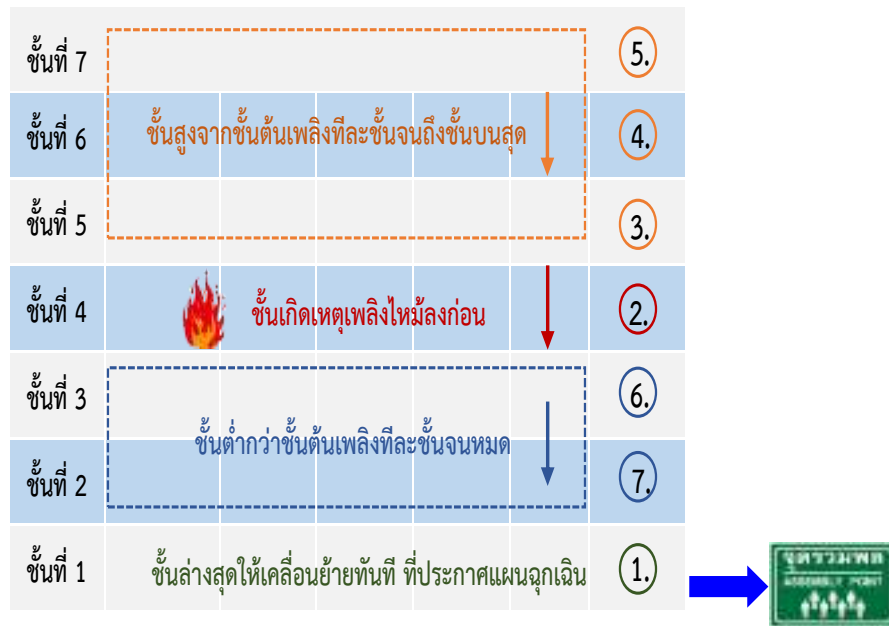 ชั้นที่ 7
5.
ชั้นที่ 6
ชั้นสูงจากชั้นต้นเพลิงทีละชั้นจนถึงชั้นบนสุด
4.
ชั้นที่ 5
3.
ชั้นที่ 4
ชั้นเกิดเหตุเพลิงไหม้ลงก่อน
2.
ชั้นที่ 3
6.
ชั้นต่ำกว่าชั้นต้นเพลิงทีละชั้นจนหมด
ชั้นที่ 2
7.
ชั้นที่ 1
ชั้นล่างสุดให้เคลื่อนย้ายทันที ที่ประกาศแผนฉุกเฉิน
1.
จุดรวมพล
ASSEMBLY POINT